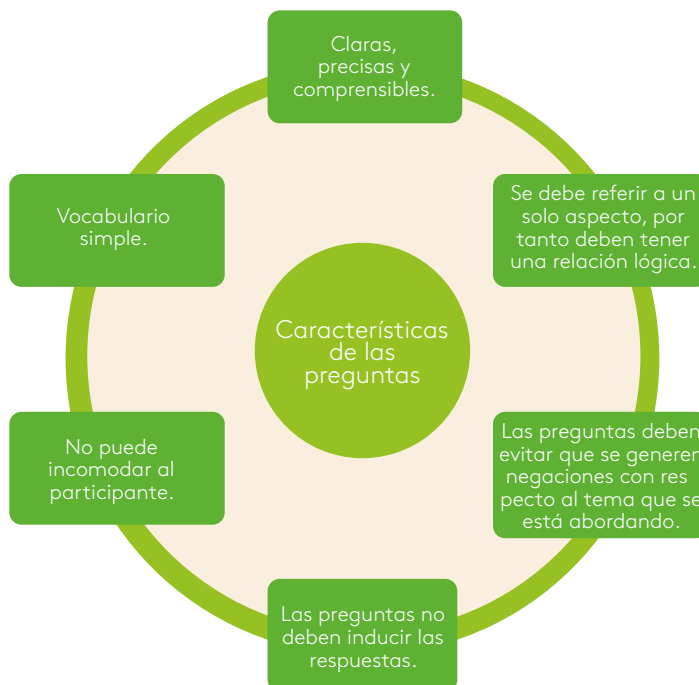 Claras,
precisas y
comprensibles.
Se debe referir a un
solo aspecto, por
tanto deben tener
una relación lógica.
Las preguntas deben
evitar que se generen
negaciones con res
pecto al tema que se
está abordando.
Las preguntas no
deben inducir las
respuestas.
No puede
incomodar al
participante.
Vocabulario
simple.
Características
de las
preguntas